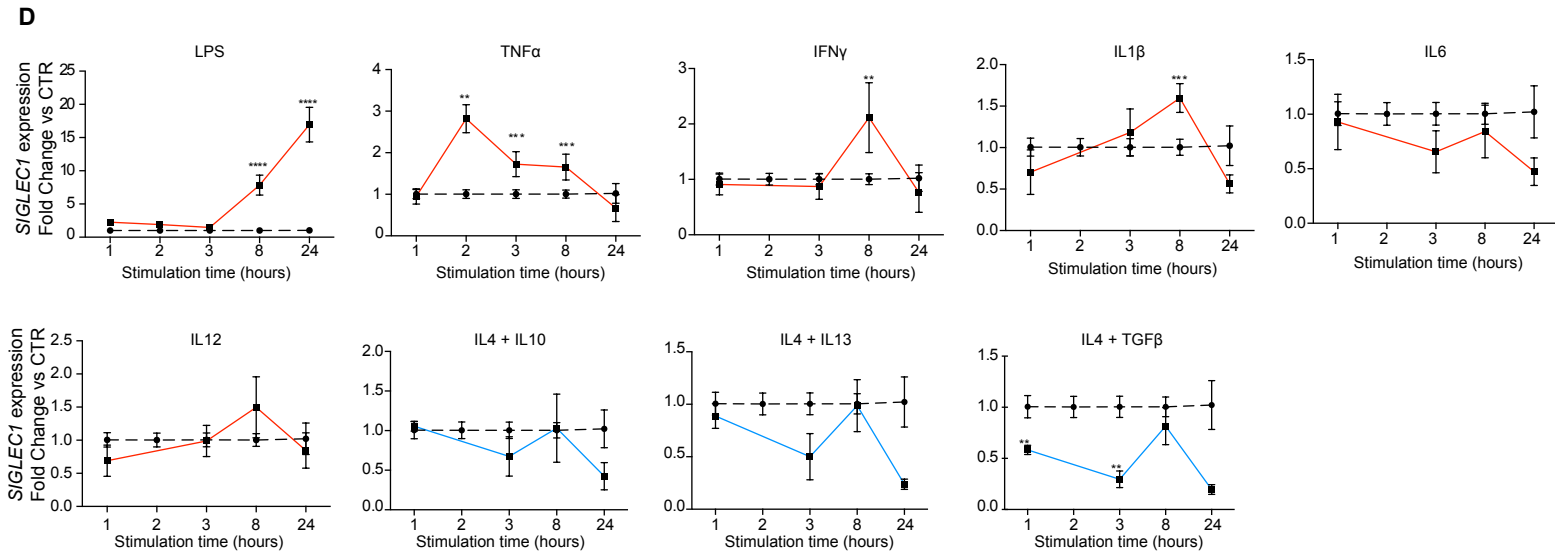 D
LPS
SIGLEC1 expression
Fold Change vs CTR
25
20
15
10
5
0
**** ****
1 2 3 8 24
Stimulation time (hours)
TNFα
4
3
2
1
0
** *** ***
1 2 3 8 24
Stimulation time (hours)
IFNγ
3
2
1
0
**
1 2 3 8 24
Stimulation time (hours)
IL1β
2.0
1.5
1.0
0.5
0.0
***
1 2 3 8 24
Stimulation time (hours)
IL6
1.5
1.0
0.5
0.0
1 2 3 8 24
Stimulation time (hours)
IL12
SIGLEC1 expression
Fold Change vs CTR
2.5
2.0
1.5
1.0
0.5
0.0
1 2 3 8 24
Stimulation time (hours)
IL4 + IL10
2.0
1.5
1.0
0.5
0.0
1 2 3 8 24
Stimulation time (hours)
IL4 + IL13
1.5
1.0
0.5
0.0
1 2 3 8 24
Stimulation time (hours)
IL4 + TGFβ
1.5
1.0
0.5
0.0
** **
1 2 3 8 24
Stimulation time (hours)